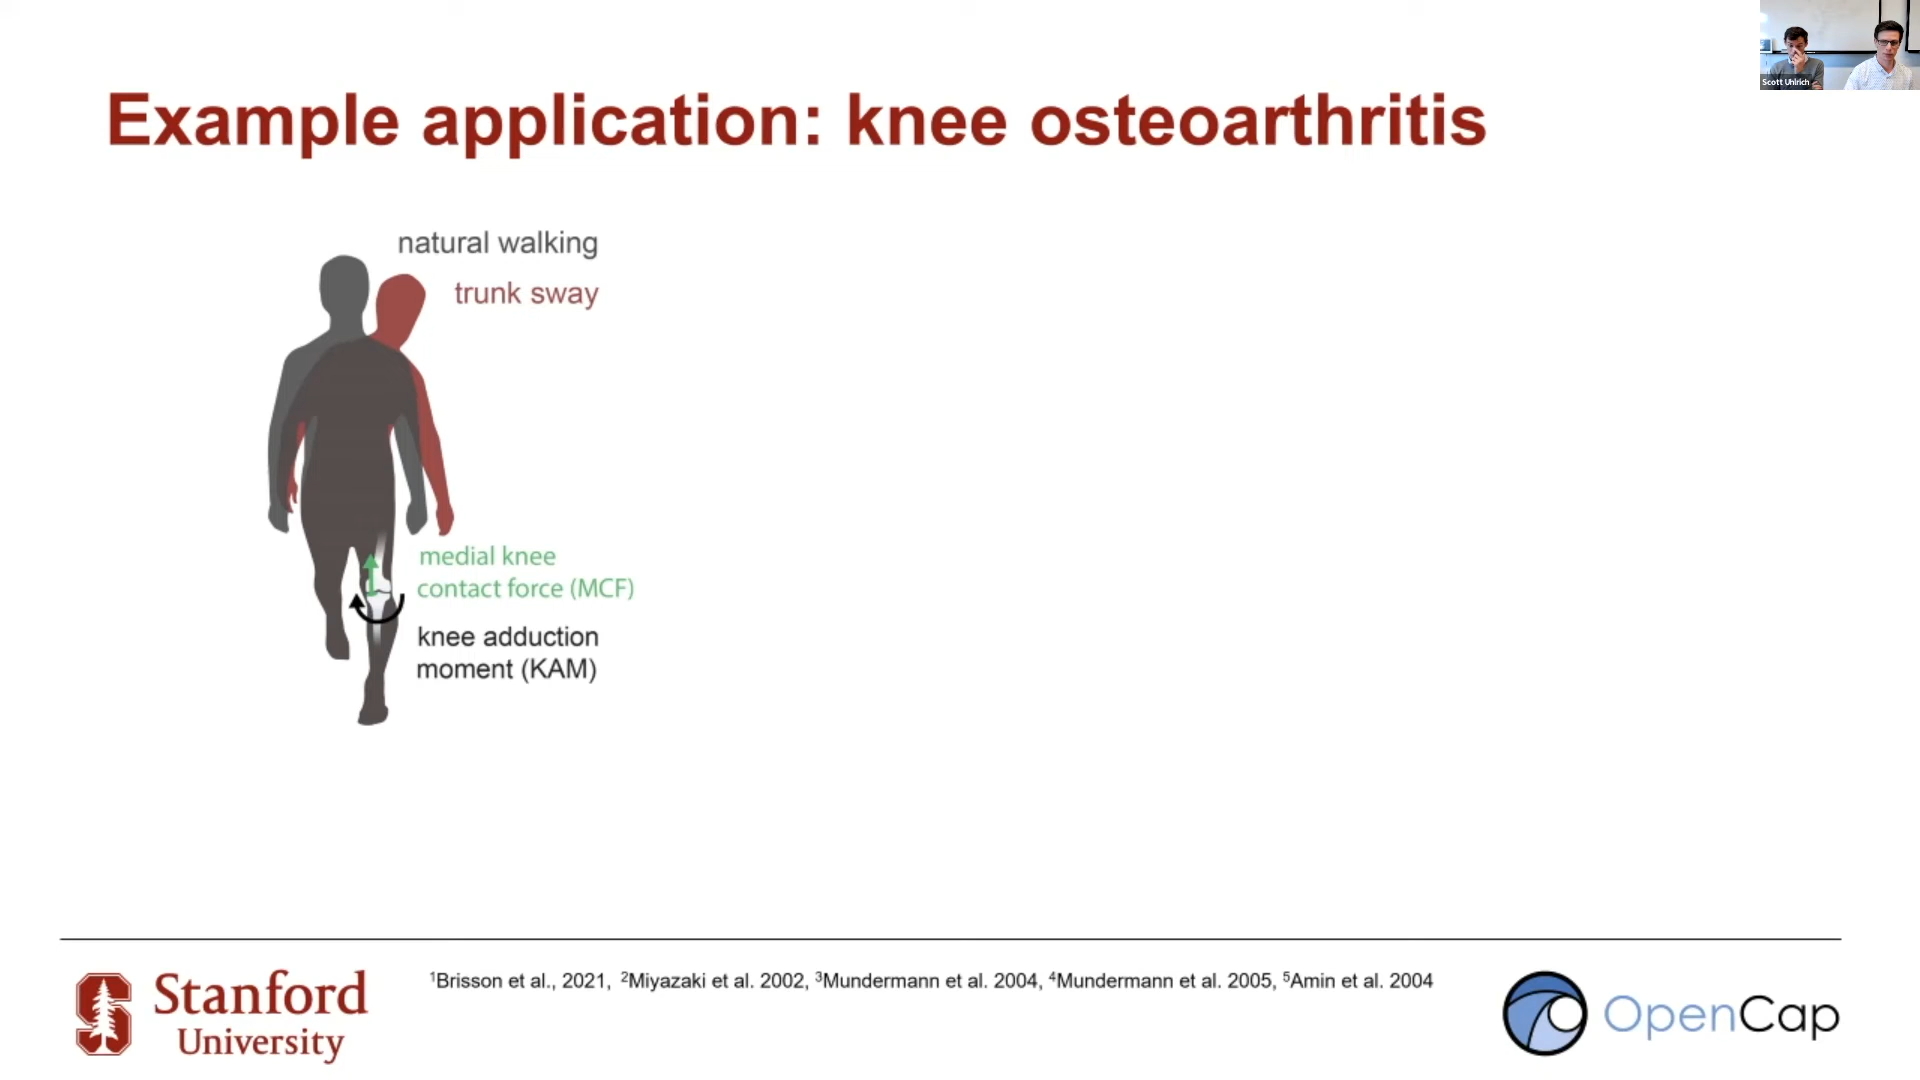 Example application: knee osteoarthritis
Scott Uhlrich
natural walking
trunk sway
medial knee
contact force (MCF)
knee adduction
moment (KAM)
Stanford
University
¹Brisson et al., 2021, ²Miyazaki et al. 2002, ³Mundermann et al. 2004, ⁴Mundermann et al. 2005, ⁵Amin et al. 2004
OpenCap